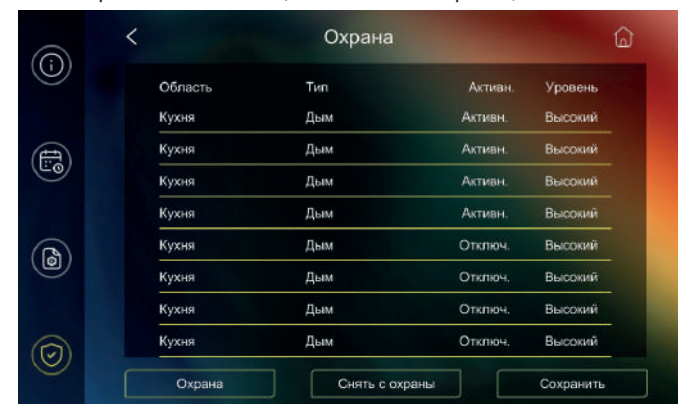 Охрана
Область Тип Активн. Уровень
Кухня Дым Активн. Высокий
Кухня Дым Активн. Высокий
Кухня Дым Активн. Высокий
Кухня Дым Активн. Высокий
Кухня Дым Отключ. Высокий
Кухня Дым Отключ. Высокий
Кухня Дым Отключ. Высокий
Кухня Дым Отключ. Высокий
Охрана Снять с охраны Сохранить